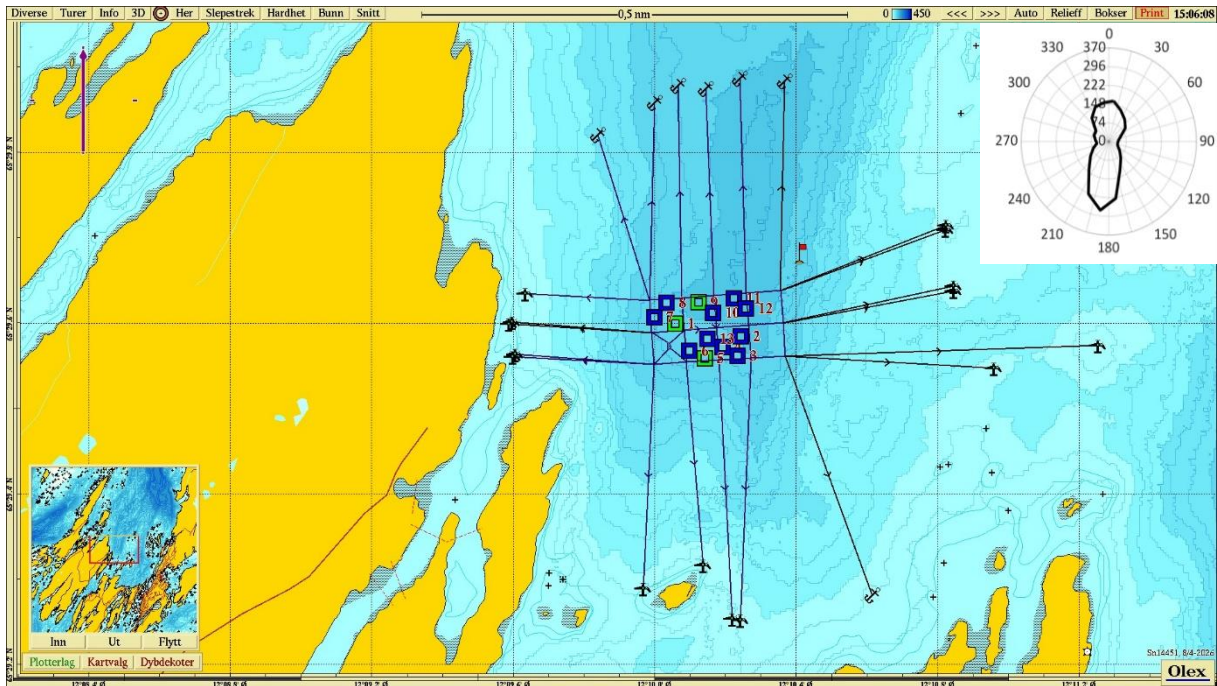 Diverse Turer Info 3D Her Slepestrek Hardhet Bunn Snitt 0,5 nm 0 450 <<< >>> Auto Relieff Bokser Print 15:06:08
0
330 370 30
296
300 222 60
148
74
270 0 90
240 120
210 150
180
8 9 11
7 10 12
1
13 2
6 5 3
Inn Ut Flytt
Plotterlag Kartvalg Dybdekoter
Olex